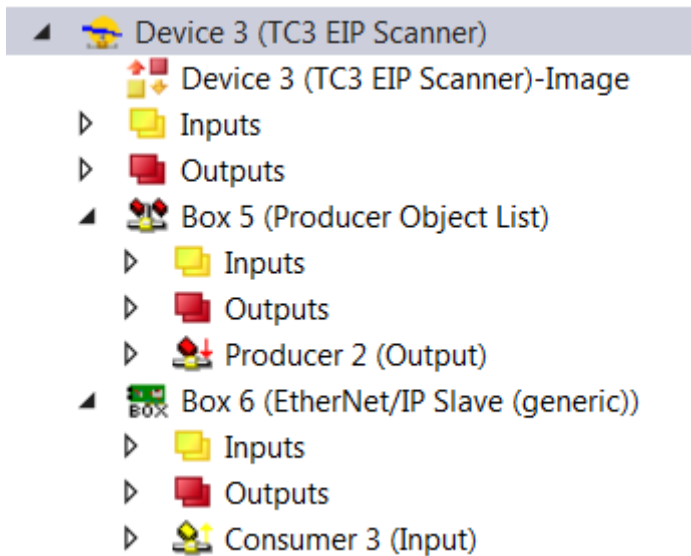 Device 3 (TC3 EIP Scanner)
Device 3 (TC3 EIP Scanner)-Image
Inputs
Outputs
Box 5 (Producer Object List)
Inputs
Outputs
Producer 2 (Output)
BOX Box 6 (EtherNet/IP Slave (generic))
Inputs
Outputs
Consumer 3 (Input)